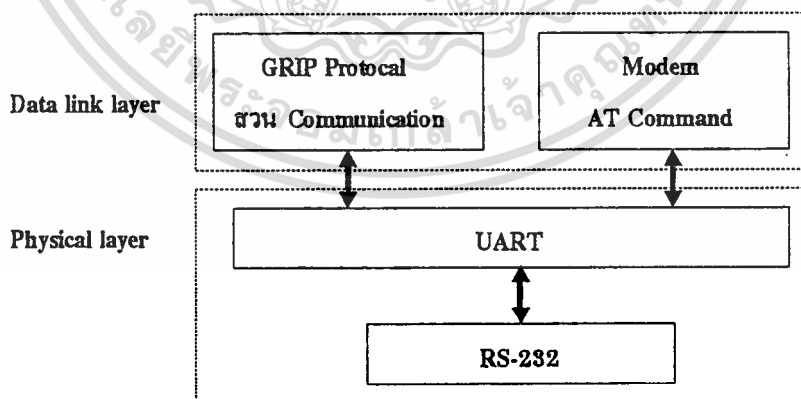 GRIP Protocal
สวน Communication
Modem
AT Command
Data link layer
Physical layer
UART
RS-232